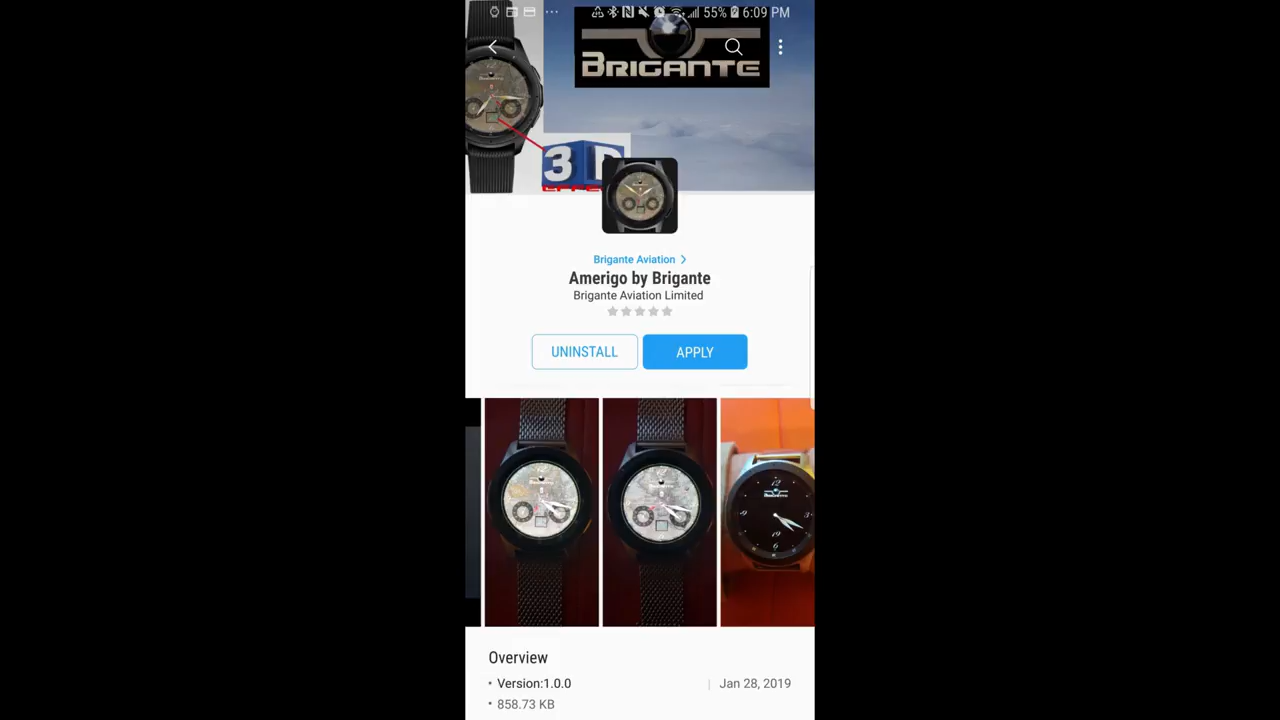 55% 6:09 PM
BRIGANTE
3D
Brigante Aviation
Amerigo by Brigante
Brigante Aviation Limited
UNINSTALL APPLY
Overview
• Version:1.0.0 | Jan 28, 2019
• 858.73 KB